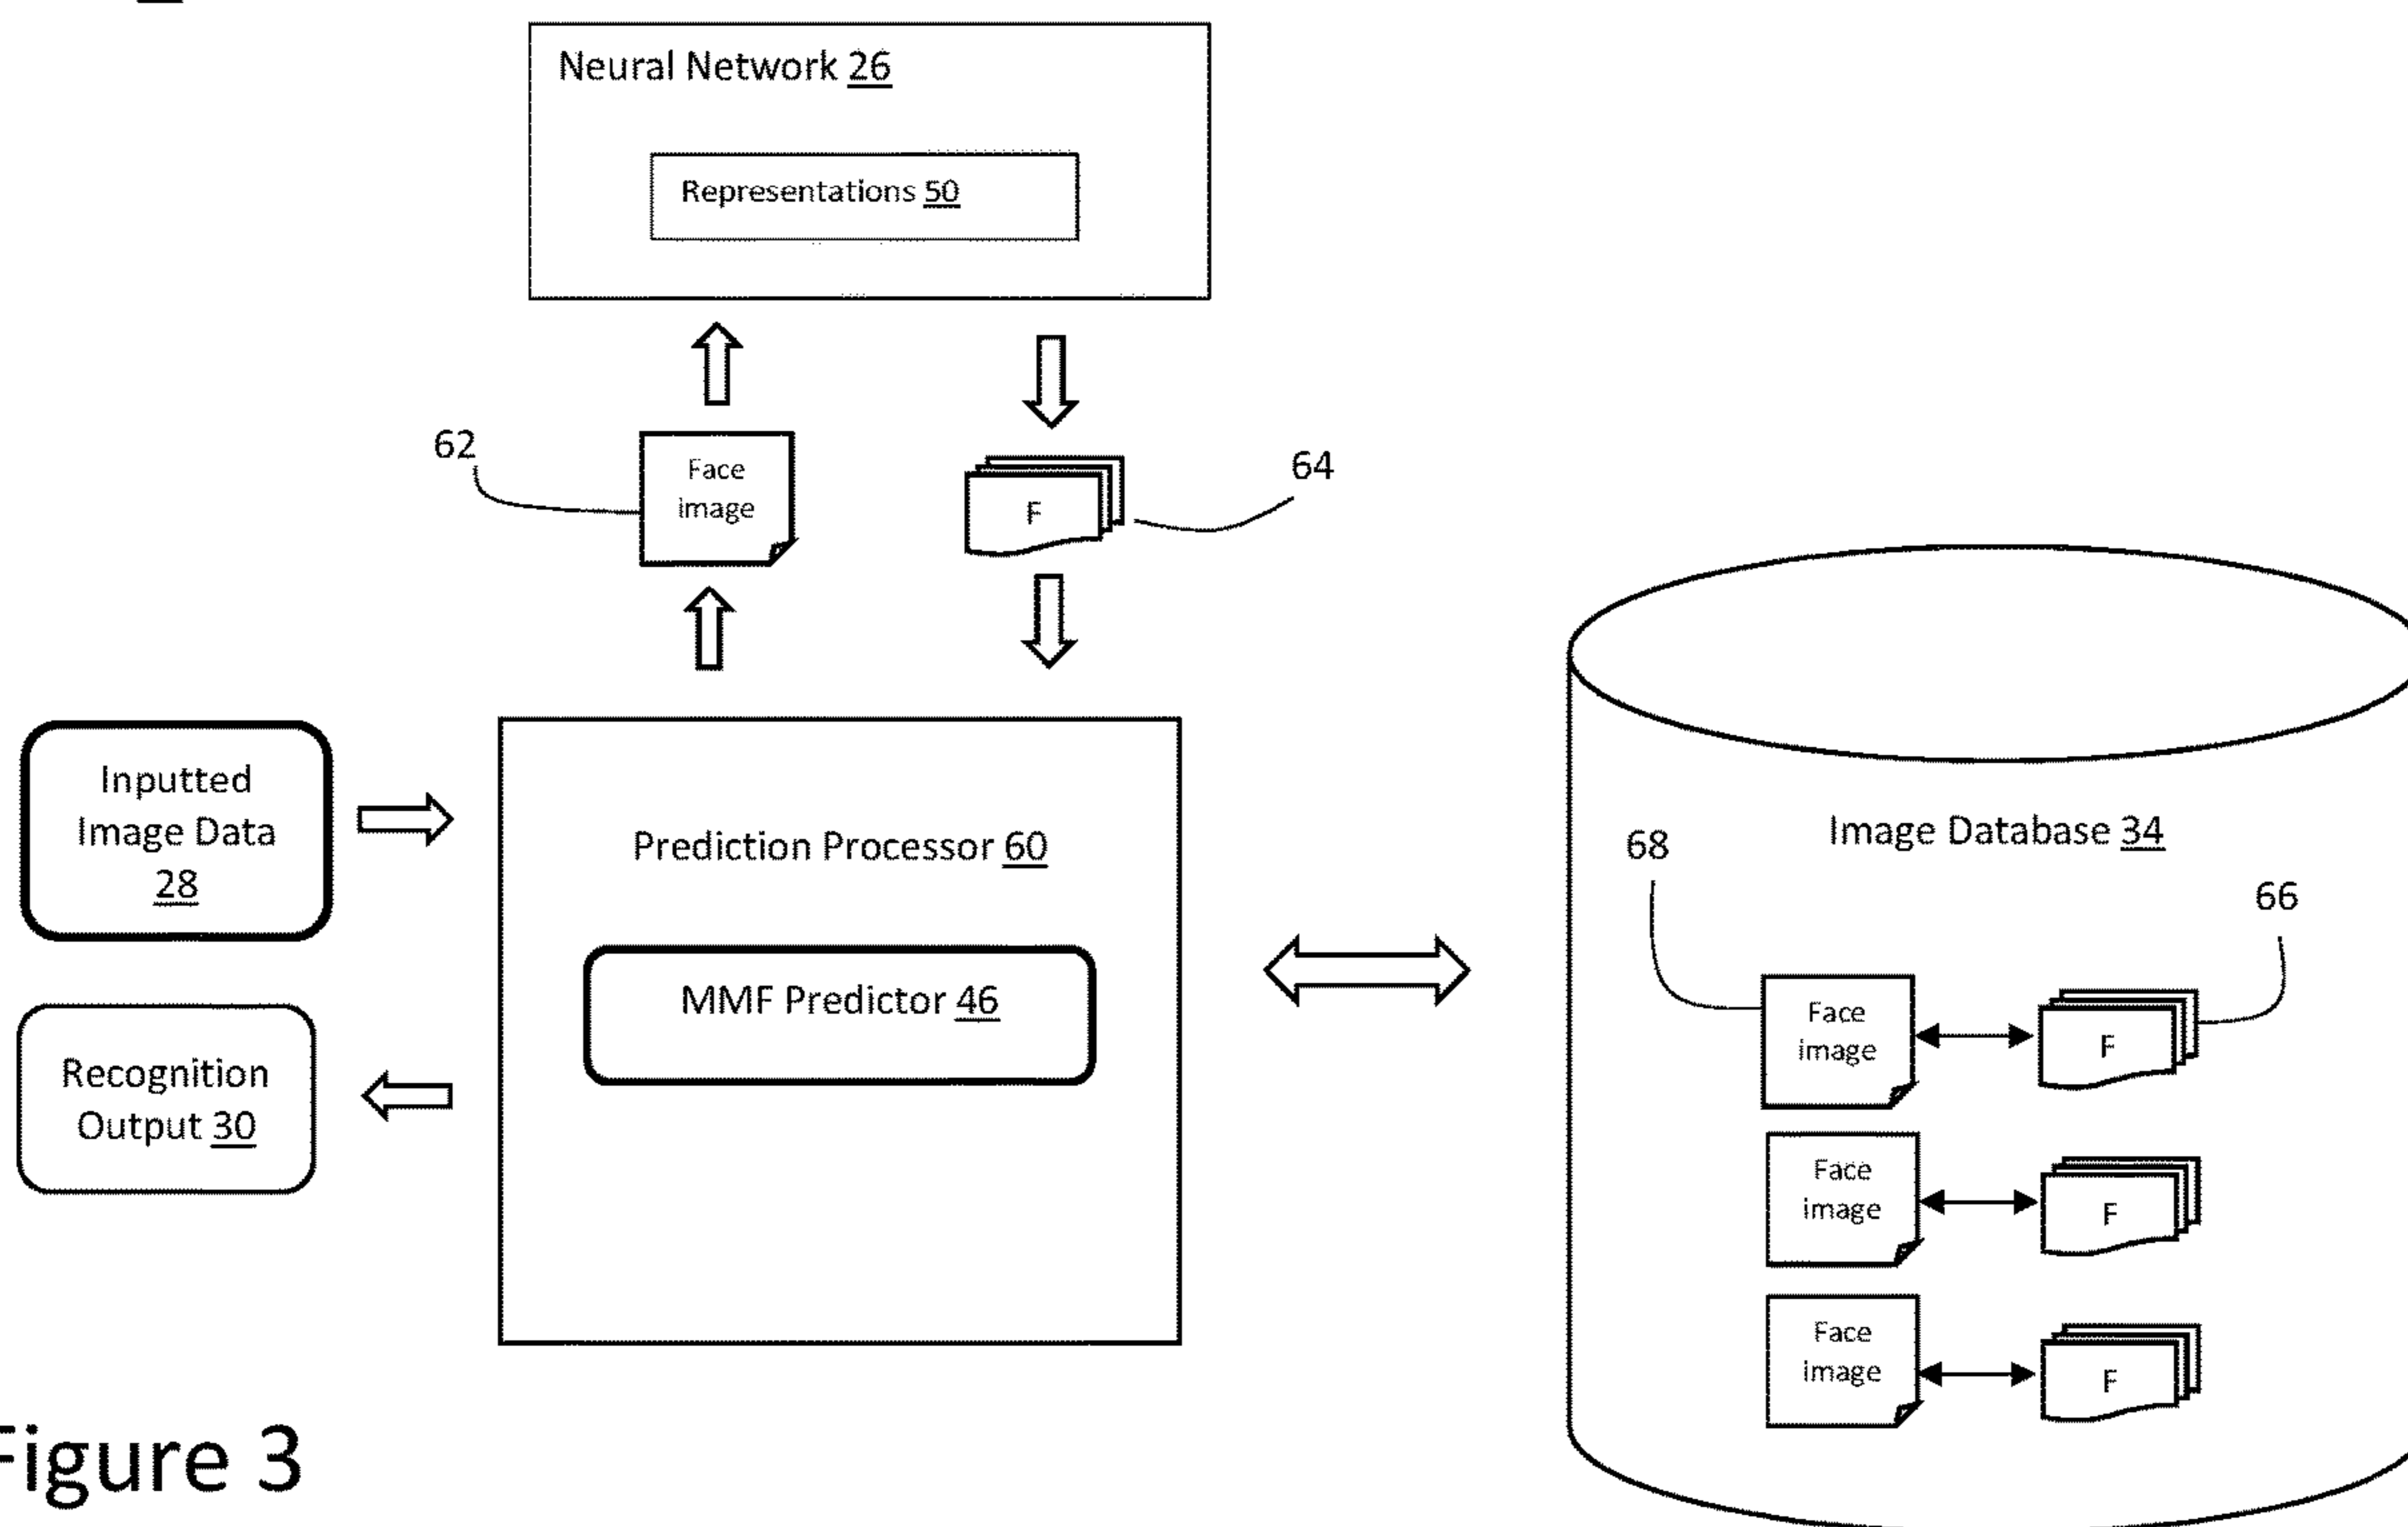 Neural Network 26
Representations 50
62
Face
image
F
64
Inputted
Image Data
28
Prediction Processor 60
MMF Predictor 46
Recognition
Output 30
Image Database 34
68
66
Face
image
F
Face
image
F
Face
image
F
Figure 3